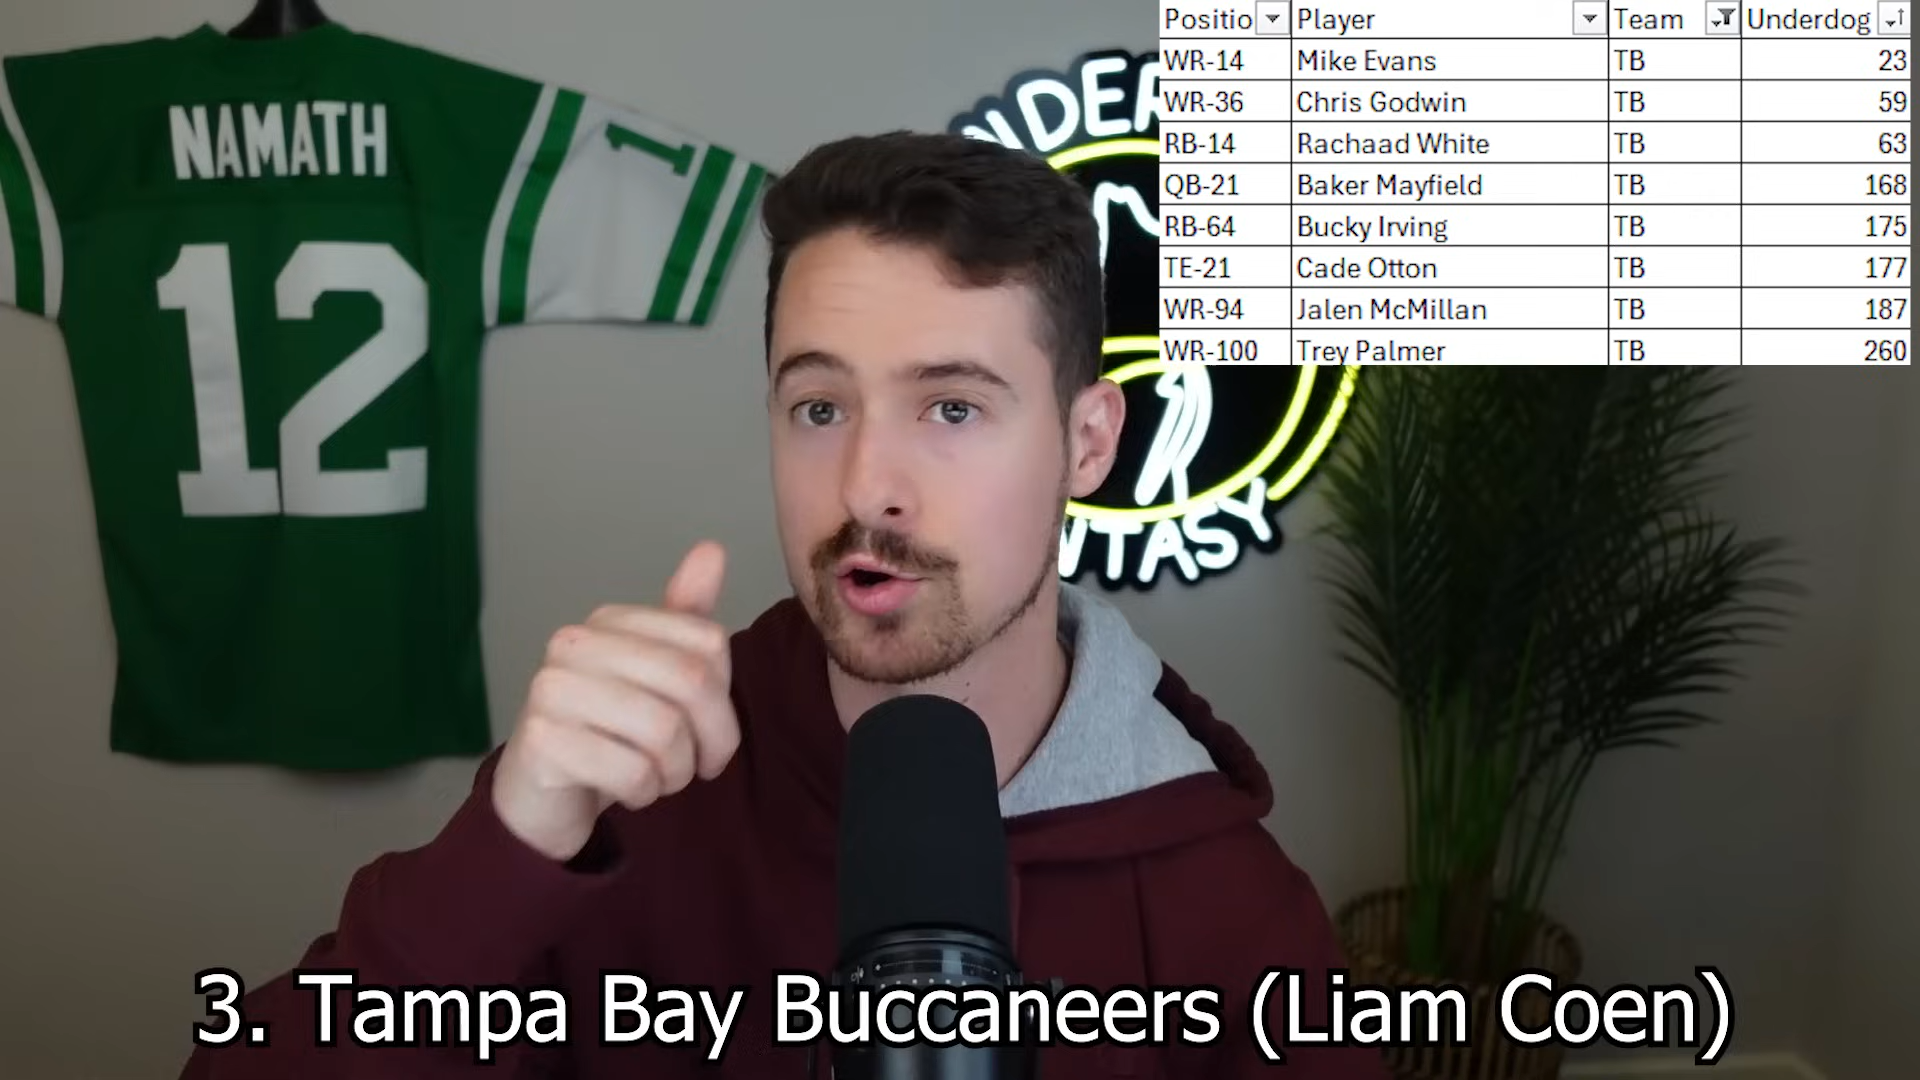 Positio Player Team Underdog
WR-14 Mike Evans TB 23
WR-36 Chris Godwin TB 59
RB-14 Rachaad White TB 63
QB-21 Baker Mayfield TB 168
RB-64 Bucky Irving TB 175
TE-21 Cade Otton TB 177
WR-94 Jalen McMillan TB 187
WR-100 Trey Palmer TB 260
NAMATH
12
1
NDER
NTASY
3. Tampa Bay Buccaneers (Liam Coen)